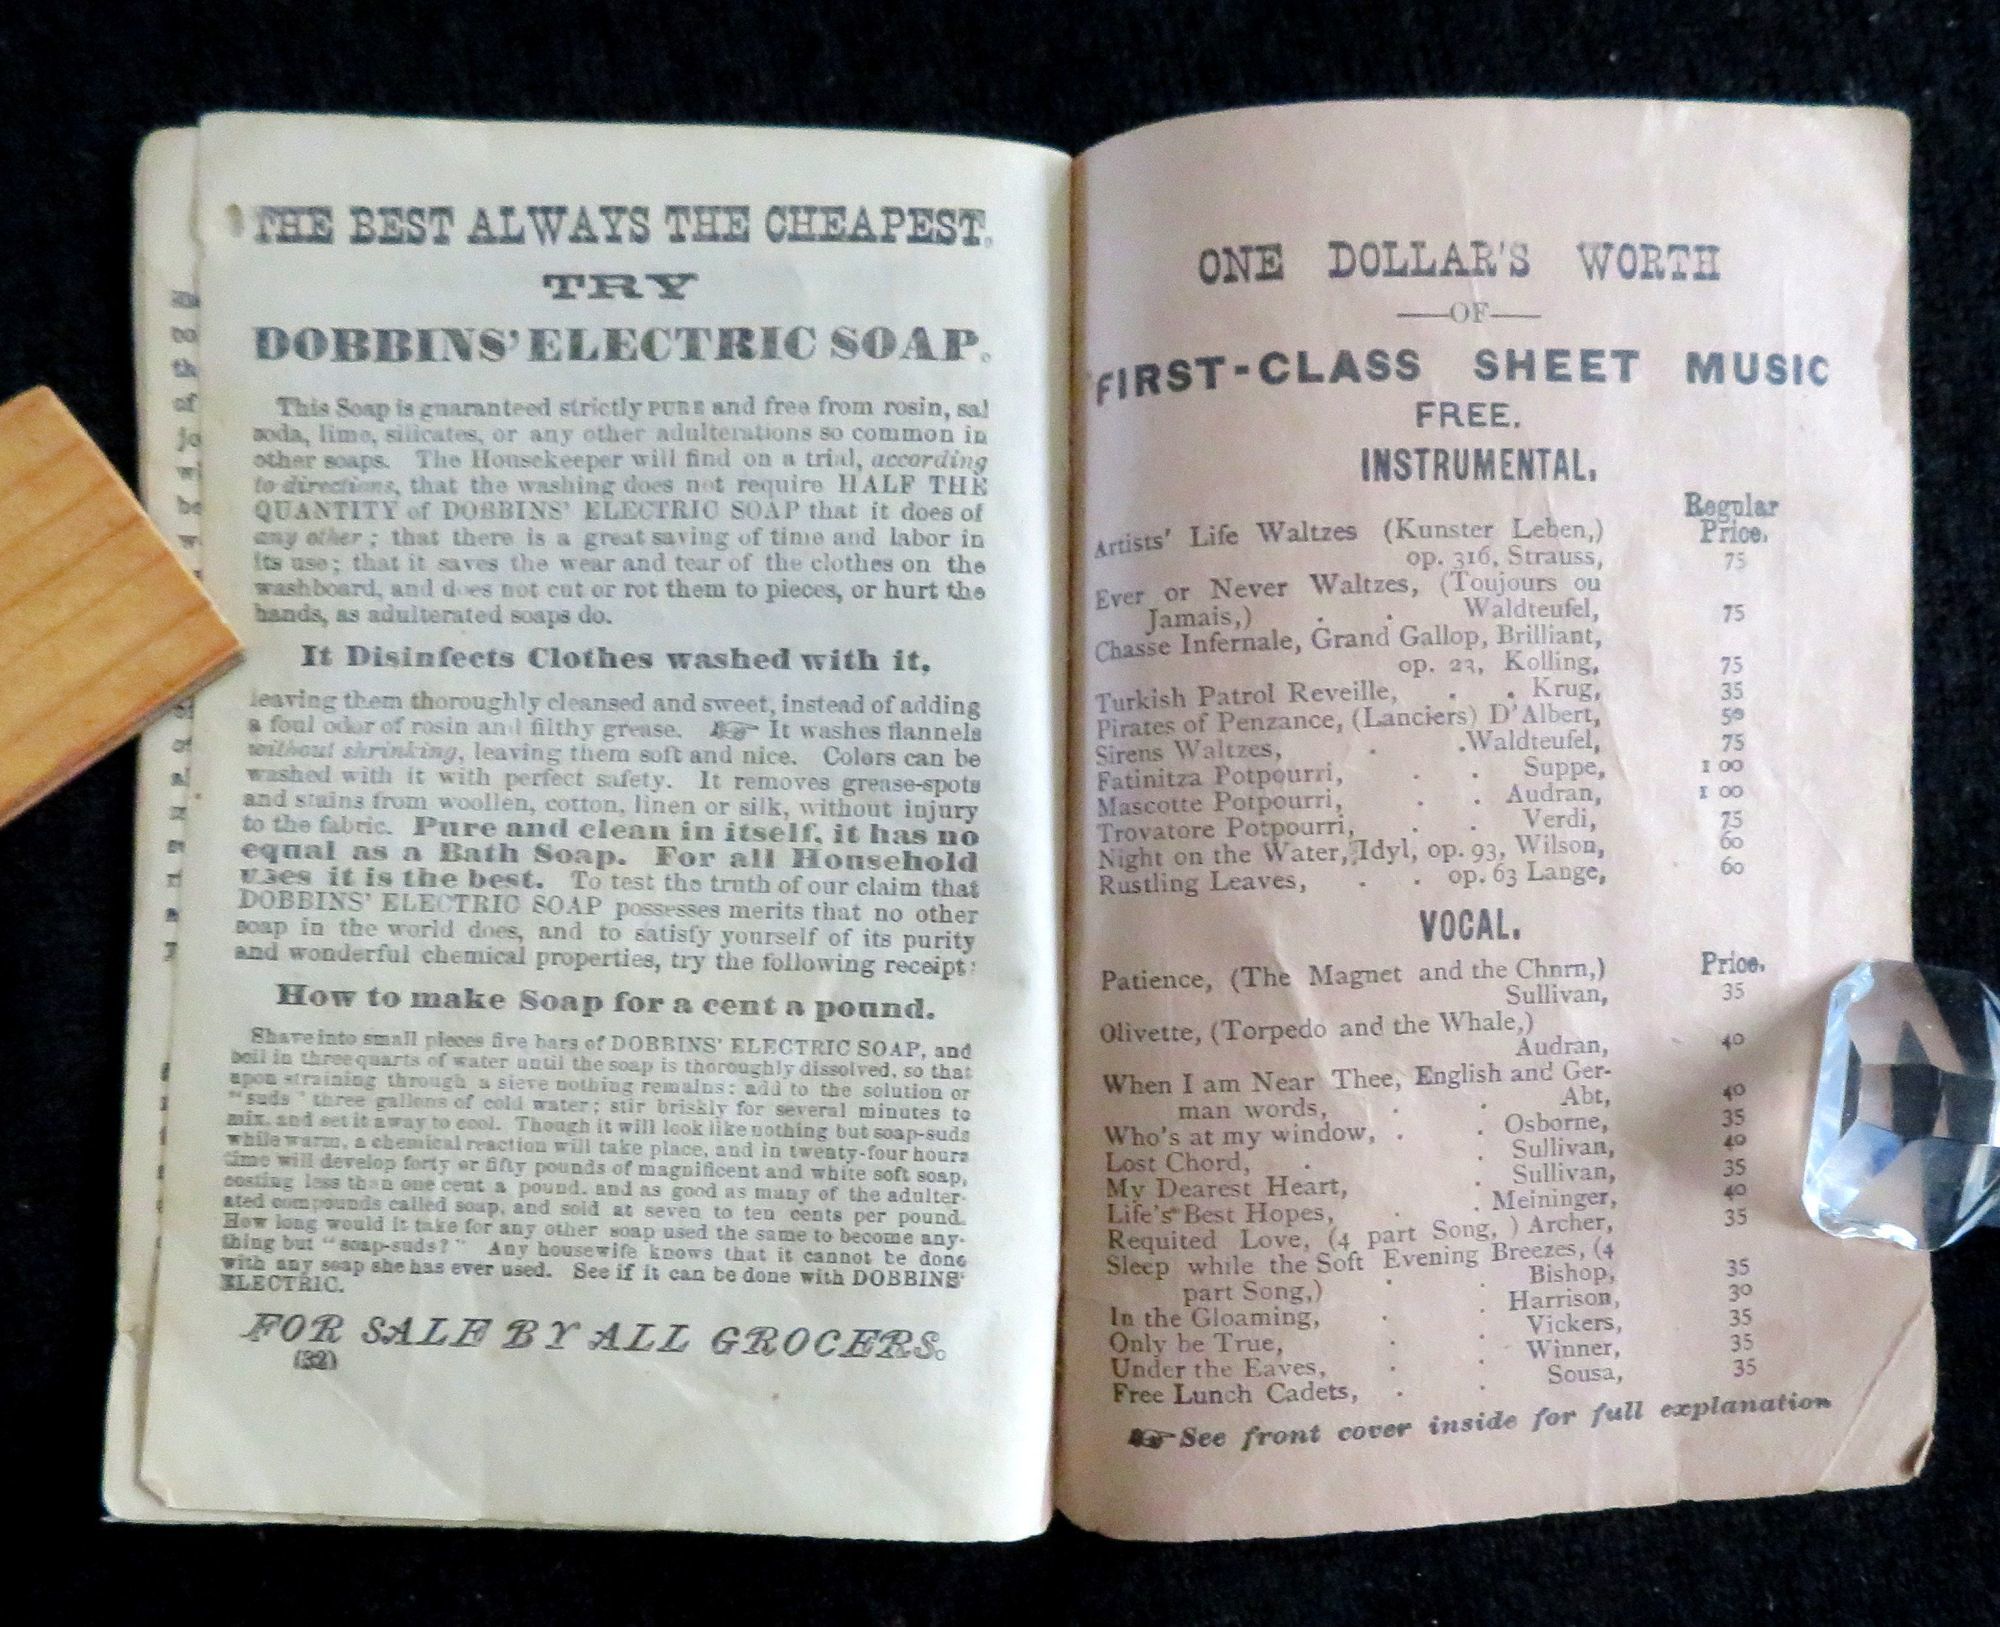 THE BEST ALWAYS THE CHEAPEST.
TRY
DOBBINS' ELECTRIC SOAP.
This Soap is guaranteed strictly PURE and free from rosin, sal
soda, lime, silicates, or any other adulterations so common in
other soaps. The Housekeeper will find on a trial, according
to directions, that the washing does not require HALF THE
QUANTITY of DOBBINS' ELECTRIC SOAP that it does of
any other; that there is a great saving of time and labor in
its use; that it saves the wear and tear of the clothes on the
washboard, and does not cut or rot them to pieces, or hurt the
hands, as adulterated soaps do.
It Disinfects Clothes washed with it,
leaving them thoroughly cleansed and sweet, instead of adding
a foul odor of rosin and filthy grease. ☞ It washes flannels
without shrinking, leaving them soft and nice. Colors can be
washed with it with perfect safety. It removes grease-spots
and stains from woollen, cotton, linen or silk, without injury
to the fabric. Pure and clean in itself, it has no
equal as a Bath Soap. For all Household
uses it is the best. To test the truth of our claim that
DOBBINS' ELECTRIC SOAP possesses merits that no other
soap in the world does, and to satisfy yourself of its purity
and wonderful chemical properties, try the following receipt:
How to make Soap for a cent a pound.
Shave into small pieces five bars of DOBBINS' ELECTRIC SOAP, and
boil in three quarts of water until the soap is thoroughly dissolved, so that
upon straining through a sieve nothing remains: add to the solution or
"suds" three gallons of cold water; stir briskly for several minutes to
mix, and set it away to cool. Though it will look like nothing but soap-suds
while warm, a chemical reaction will take place, and in twenty-four hours
time will develop forty or fifty pounds of magnificent and white soft soap,
costing less than one cent a pound, and as good as many of the adulter-
ated compounds called soap, and sold at seven to ten cents per pound.
How long would it take for any other soap used the same to become any-
thing but "soap-suds?" Any housewife knows that it cannot be done
with any soap she has ever used. See if it can be done with DOBBINS'
ELECTRIC.
FOR SALE BY ALL GROCERS.
(32)
ONE DOLLAR'S WORTH
—OF—
FIRST-CLASS SHEET MUSIC
FREE.
INSTRUMENTAL.
Regular
Price.
Artists' Life Waltzes (Kunster Leben,)
op. 316, Strauss, 75
Ever or Never Waltzes, (Toujours ou
Jamais,) . . Waldteufel, 75
Chasse Infernale, Grand Gallop, Brilliant,
op. 23, Kolling, 75
Turkish Patrol Reveille, . . Krug, 35
Pirates of Penzance, (Lanciers) D'Albert, 50
Sirens Waltzes, . . Waldteufel, 75
Fatinitza Potpourri, . . Suppe, 1 00
Mascotte Potpourri, . . Audran, 1 00
Trovatore Potpourri, . . Verdi, 75
Night on the Water, Idyl, op. 93, Wilson, 60
Rustling Leaves, . . op. 63 Lange, 60
VOCAL.
Price.
Patience, (The Magnet and the Chnrn,)
Sullivan, 35
Olivette, (Torpedo and the Whale,)
Audran, 40
When I am Near Thee, English and Ger-
man words, . . Abt, 40
Who's at my window, . . Osborne, 35
Lost Chord, . . Sullivan, 40
My Dearest Heart, . Sullivan, 35
Life's Best Hopes, . . Meininger, 40
Requited Love, (4 part Song,) Archer, 35
Sleep while the Soft Evening Breezes, (4
part Song,) . Bishop, 35
In the Gloaming, . . Harrison, 30
Only be True, . . Vickers, 35
Under the Eaves, . . Winner, 35
Free Lunch Cadets, . . Sousa, 35
☞ See front cover inside for full explanation